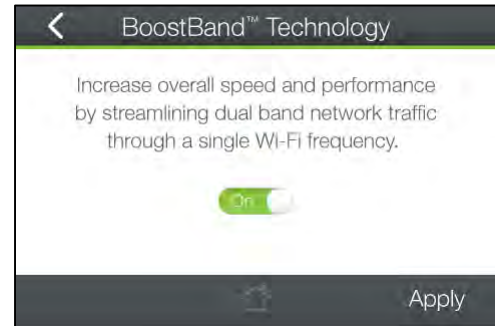 BoostBand™ Technology
Increase overall speed and performance
by streamlining dual band network traffic
through a single Wi-Fi frequency.
On
Apply